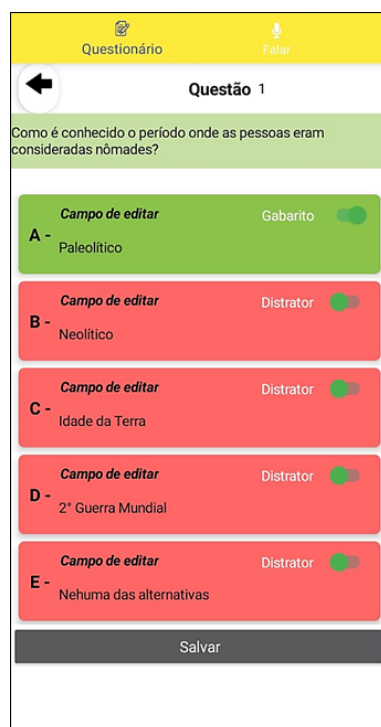 Questionário
Falar
Questão 1
Como é conhecido o período onde as pessoas eram
consideradas nômades?
Campo de editar
Gabarito
A -
Paleolítico
Campo de editar
Distrator
B -
Neolítico
Campo de editar
Distrator
C -
Idade da Terra
Campo de editar
Distrator
D -
2° Guerra Mundial
Campo de editar
Distrator
E -
Nehuma das alternativas
Salvar